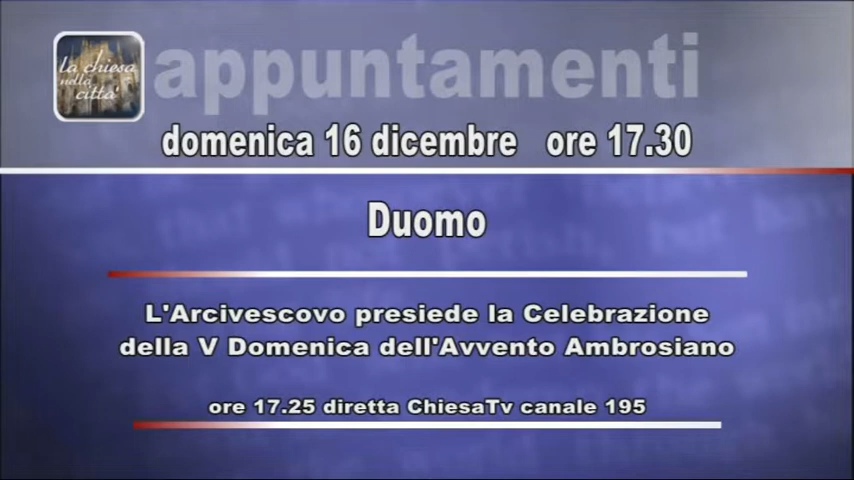 la chiesa
nella
città
appuntamenti
domenica 16 dicembre ore 17.30
Duomo
L'Arcivescovo presiede la Celebrazione
della V Domenica dell'Avvento Ambrosiano
ore 17.25 diretta ChiesaTv canale 195